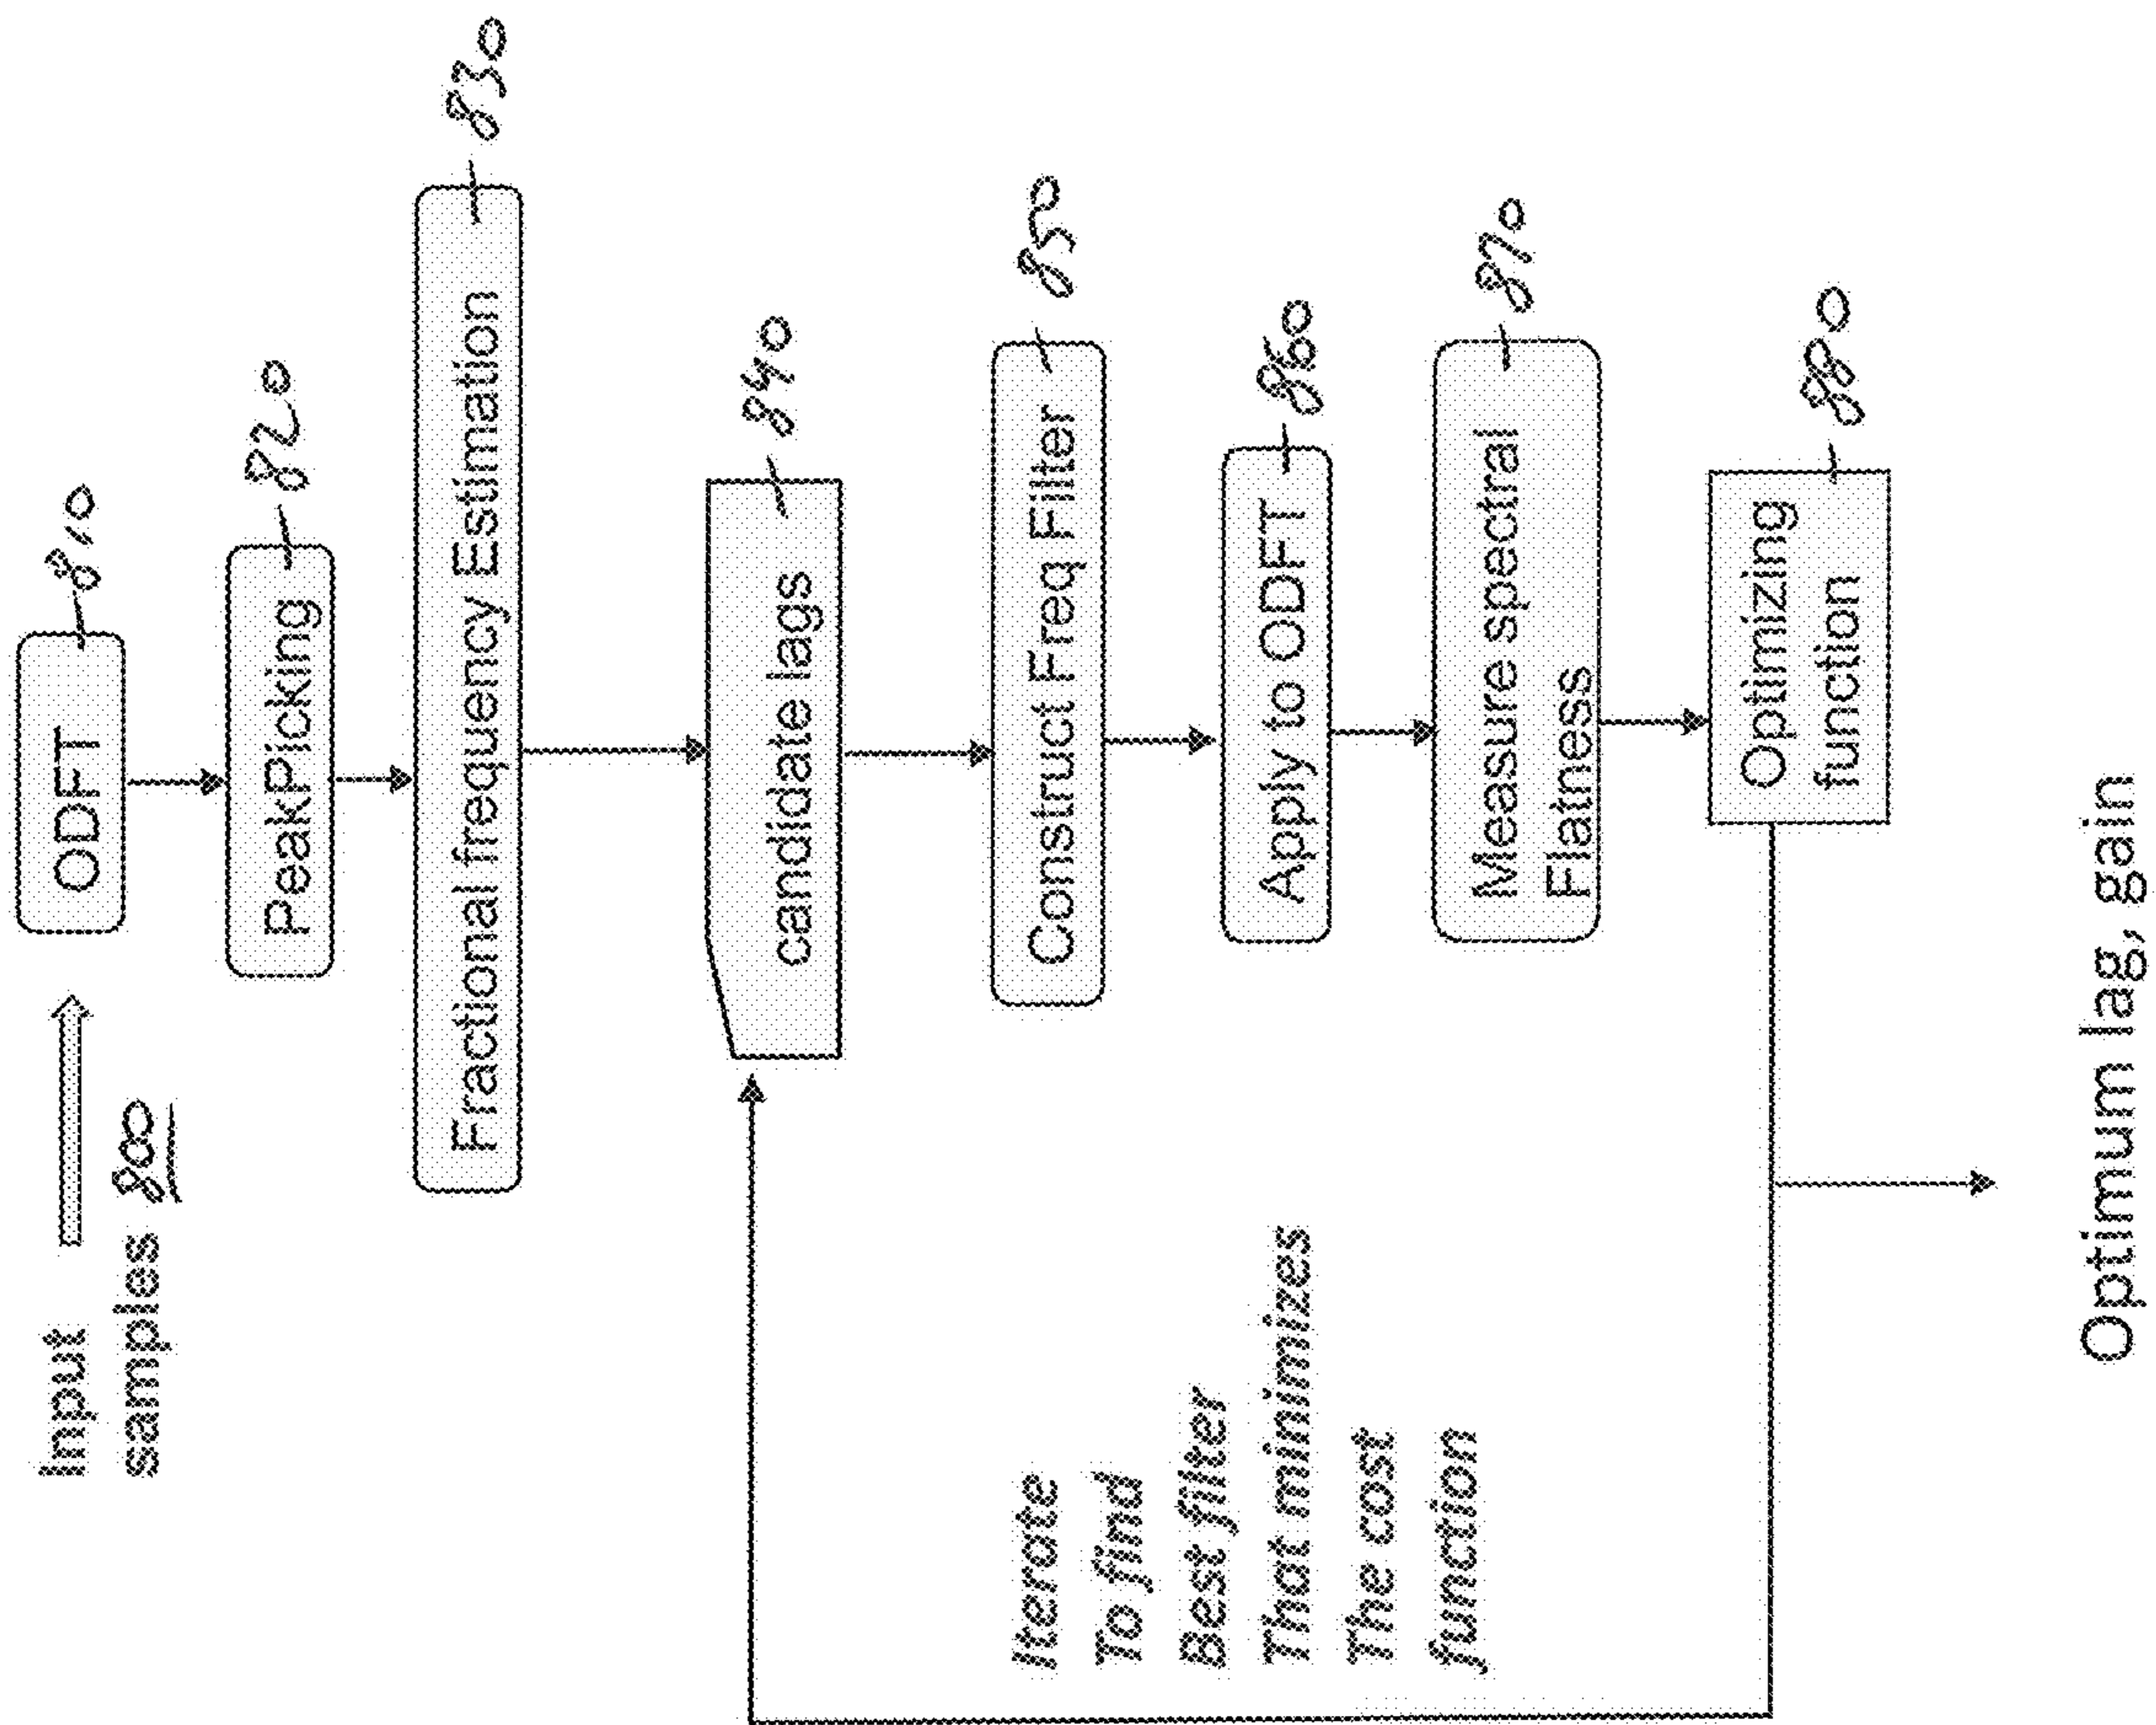 Input
samples 800
ODFT 810
PeakPicking 820
Fractional frequency Estimation 830
candidate lags 840
Construct Freq Filter 850
Apply to ODFT 860
Measure spectral
Flatness
870
Optimizing
function
880
Iterate
To find
Best filter
That minimizes
The cost
function
Optimum lag, gain